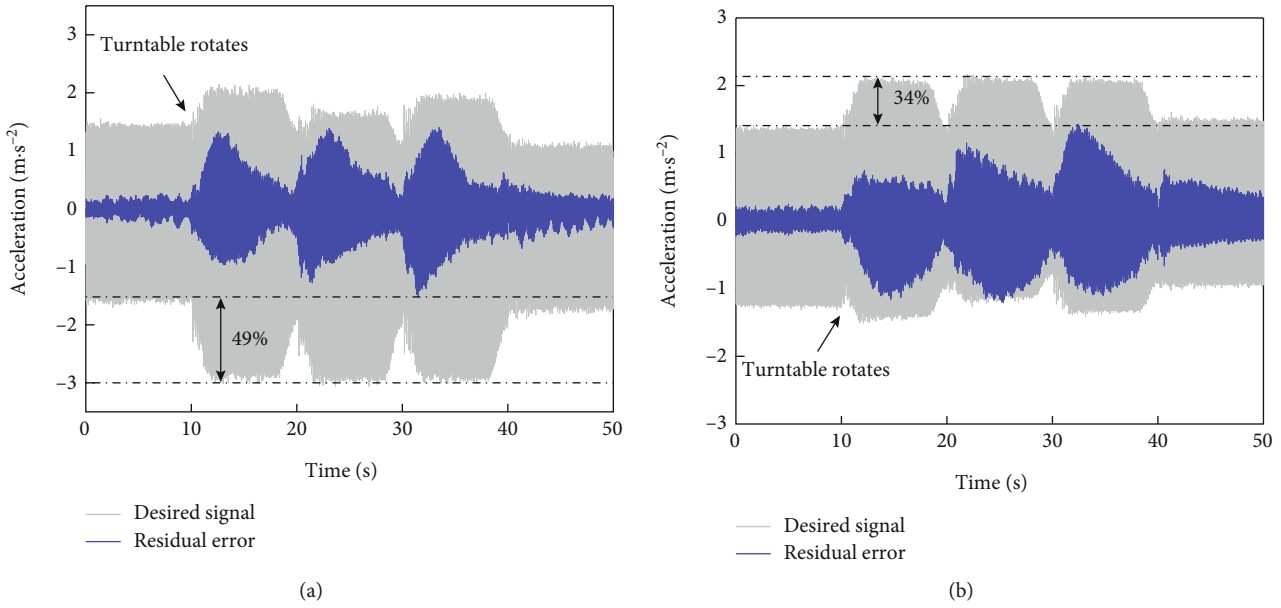 3
2
1
0
–1
–2
–3
Acceleration (m·s⁻²)
Turntable rotates
49%
0
10
20
30
40
50
Time (s)
Desired signal
Residual error
(a)
3
2
1
0
–1
–2
–3
Acceleration (m·s⁻²)
34%
Turntable rotates
0
10
20
30
40
50
Time (s)
Desired signal
Residual error
(b)